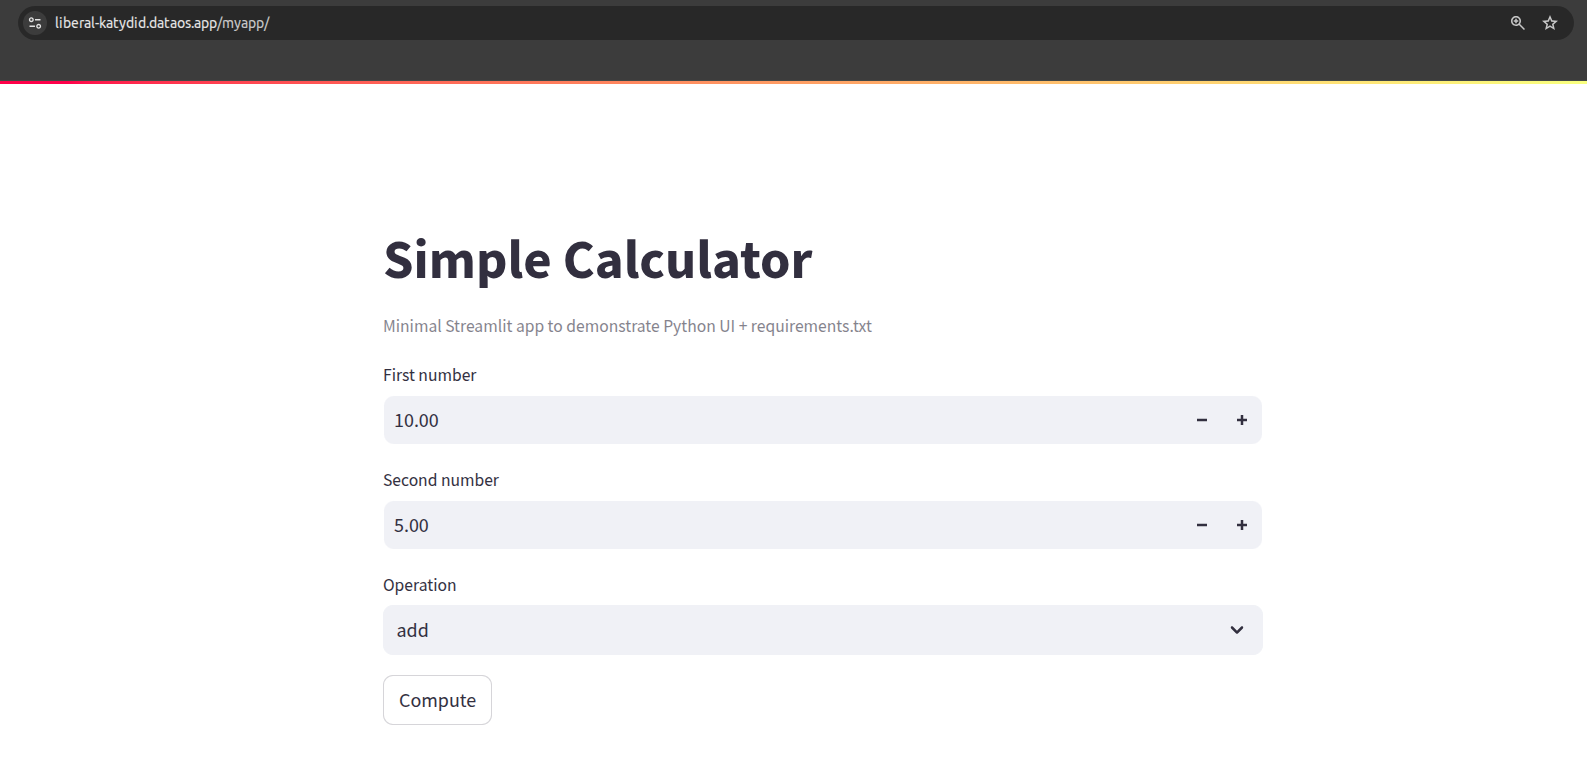 liberal-katydid.dataos.app/myapp/
Simple Calculator
Minimal Streamlit app to demonstrate Python UI + requirements.txt
First number
10.00
Second number
5.00
Operation
add
Compute